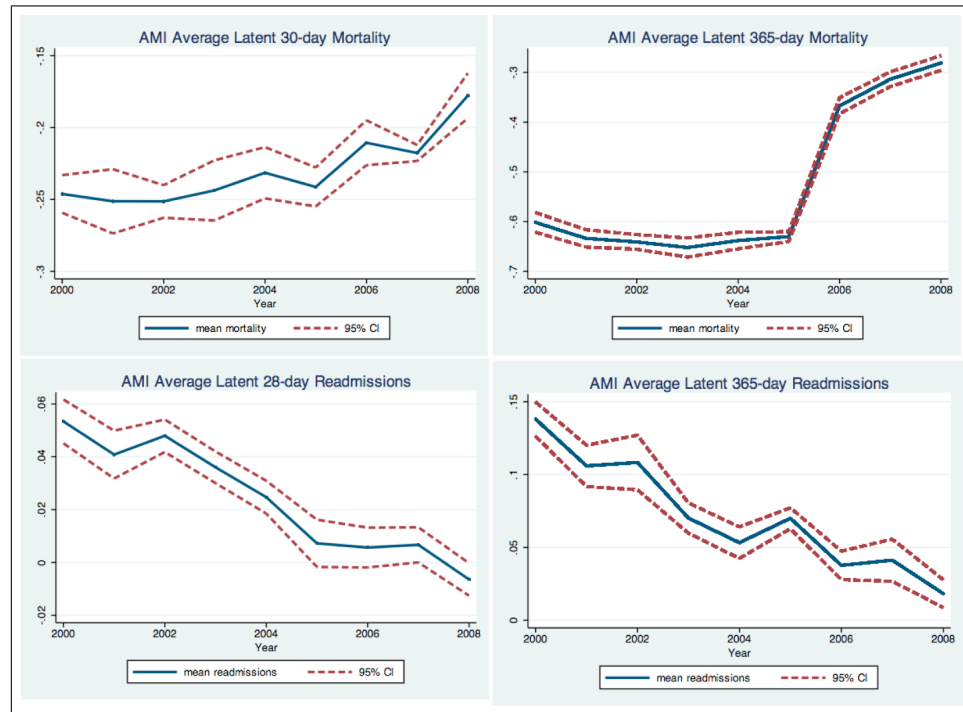 AMI Average Latent 30-day Mortality
-.15
-.2
-.25
-.3
2000 2002 2004 2006 2008
Year
mean mortality 95% CI
AMI Average Latent 365-day Mortality
-.3
-.4
-.5
-.6
-.7
2000 2002 2004 2006 2008
Year
mean mortality 95% CI
AMI Average Latent 28-day Readmissions
.06
.04
.02
0
-.02
2000 2002 2004 2006 2008
Year
mean readmissions 95% CI
AMI Average Latent 365-day Readmissions
.15
.1
.05
0
2000 2002 2004 2006 2008
Year
mean readmissions 95% CI